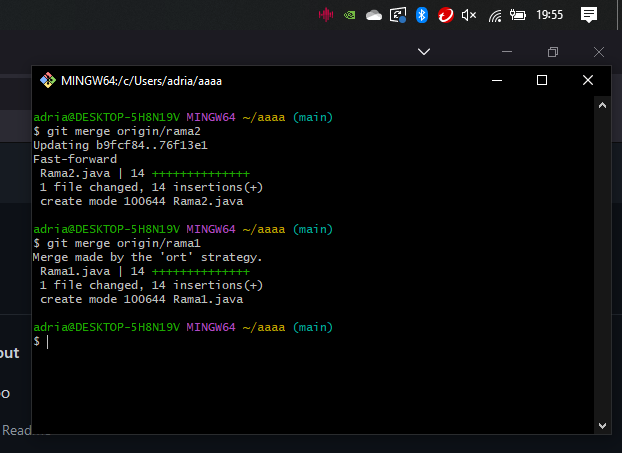 19:55
MINGW64:/c/Users/adria/aaaa
adria@DESKTOP-5H8N19V MINGW64 ~/aaaa (main)
$ git merge origin/rama2
Updating b9fcf84..76f13e1
Fast-forward
 Rama2.java | 14 ++++++++++++++
 1 file changed, 14 insertions(+)
 create mode 100644 Rama2.java
adria@DESKTOP-5H8N19V MINGW64 ~/aaaa (main)
$ git merge origin/rama1
Merge made by the 'ort' strategy.
 Rama1.java | 14 ++++++++++++++
 1 file changed, 14 insertions(+)
 create mode 100644 Rama1.java
adria@DESKTOP-5H8N19V MINGW64 ~/aaaa (main)
$
out
o
Read